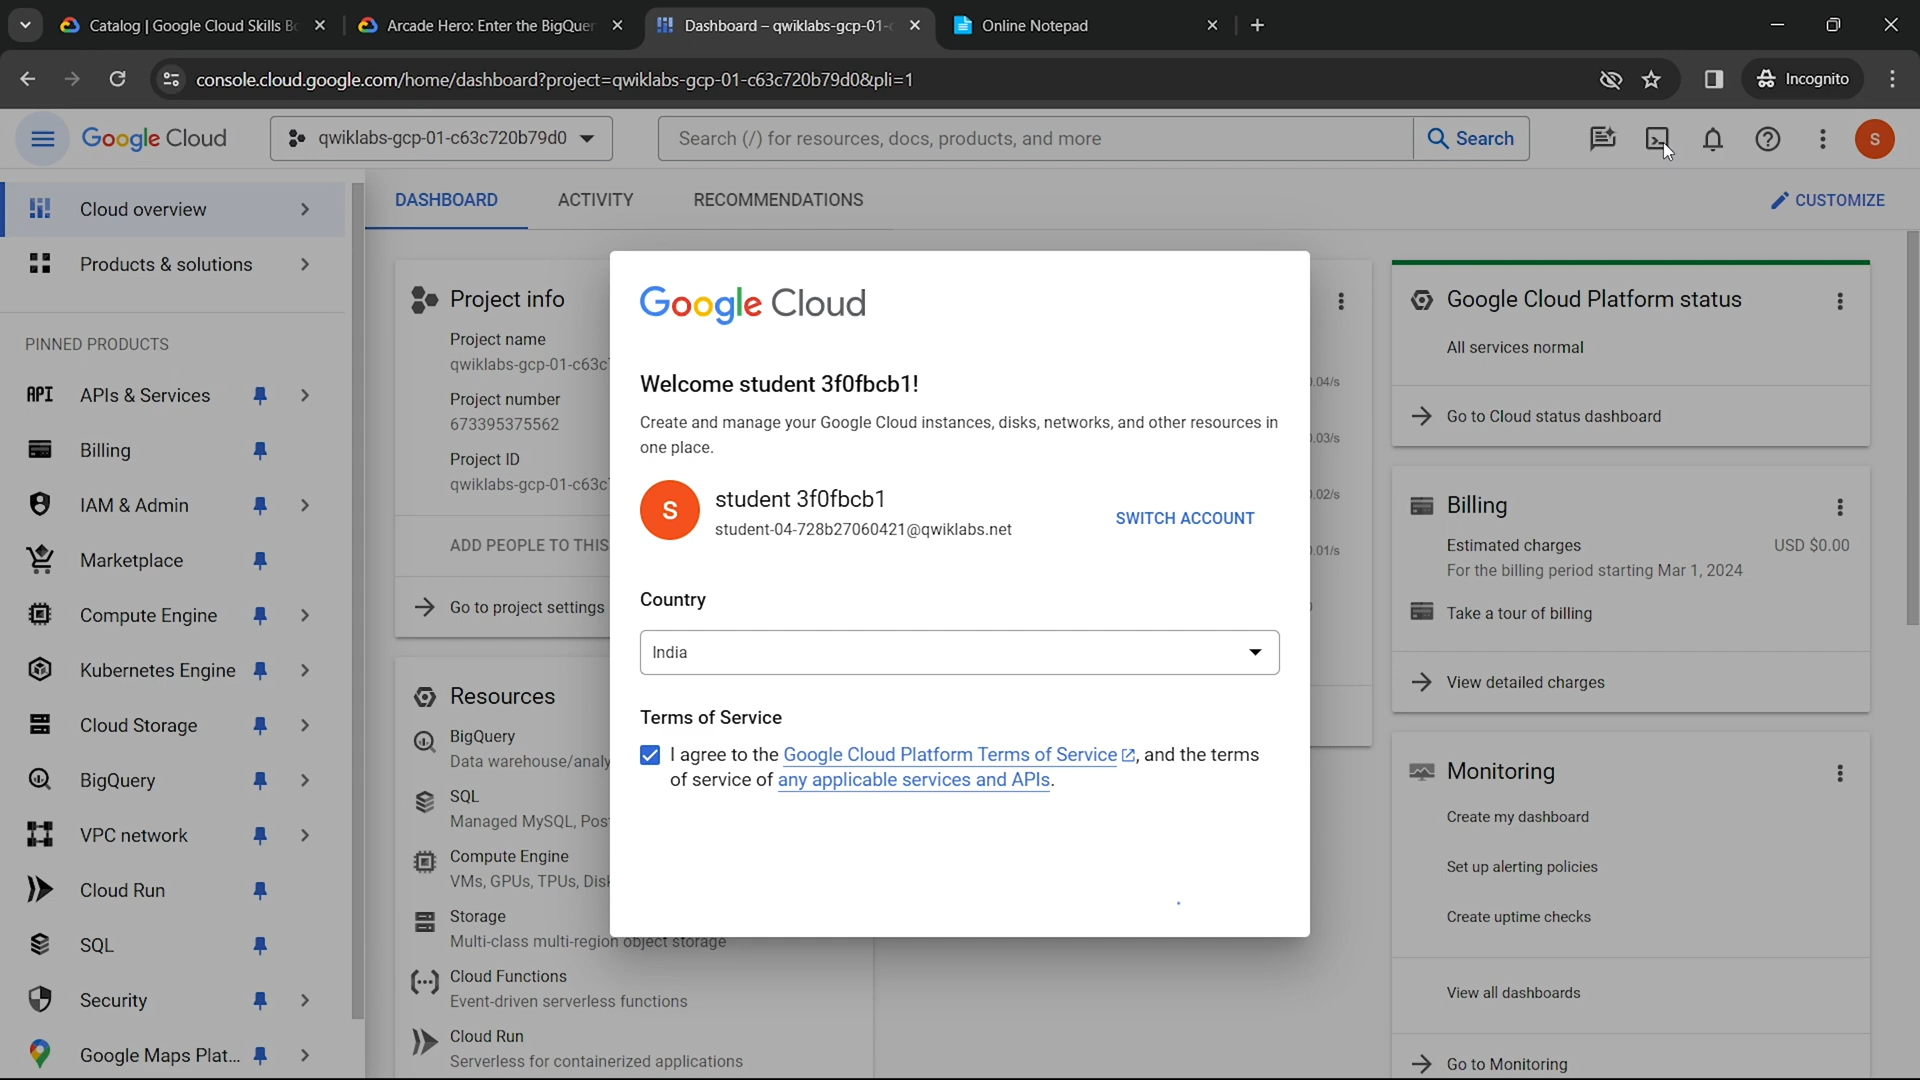 Catalog | Google Cloud Skills Bo
Arcade Hero: Enter the BigQuer
Dashboard – qwiklabs-gcp-01-c
Online Notepad
console.cloud.google.com/home/dashboard?project=qwiklabs-gcp-01-c63c720b79d0&pli=1
Incognito
Google Cloud
qwiklabs-gcp-01-c63c720b79d0
Search (/) for resources, docs, products, and more
Search
S
Cloud overview
Products & solutions
PINNED PRODUCTS
API APIs & Services
Billing
IAM & Admin
Marketplace
Compute Engine
Kubernetes Engine
Cloud Storage
BigQuery
VPC network
Cloud Run
SQL
Security
Google Maps Plat...
DASHBOARD
ACTIVITY
RECOMMENDATIONS
CUSTOMIZE
Project info
Project name
qwiklabs-gcp-01-c63c7
Project number
673395375562
Project ID
qwiklabs-gcp-01-c63c7
ADD PEOPLE TO THIS
Go to project settings
Resources
BigQuery
Data warehouse/analy
SQL
Managed MySQL, Pos
Compute Engine
VMs, GPUs, TPUs, Disk
Storage
Multi-class multi-region object storage
Cloud Functions
Event-driven serverless functions
Cloud Run
Serverless for containerized applications
Google Cloud
Welcome student 3f0fbcb1!
Create and manage your Google Cloud instances, disks, networks, and other resources in
one place.
S
student 3f0fbcb1
student-04-728b27060421@qwiklabs.net
SWITCH ACCOUNT
Country
India
Terms of Service
I agree to the Google Cloud Platform Terms of Service, and the terms
of service of any applicable services and APIs.
0.04/s
0.03/s
0.02/s
0.01/s
Google Cloud Platform status
All services normal
Go to Cloud status dashboard
Billing
Estimated charges
USD $0.00
For the billing period starting Mar 1, 2024
Take a tour of billing
View detailed charges
Monitoring
Create my dashboard
Set up alerting policies
Create uptime checks
View all dashboards
Go to Monitoring